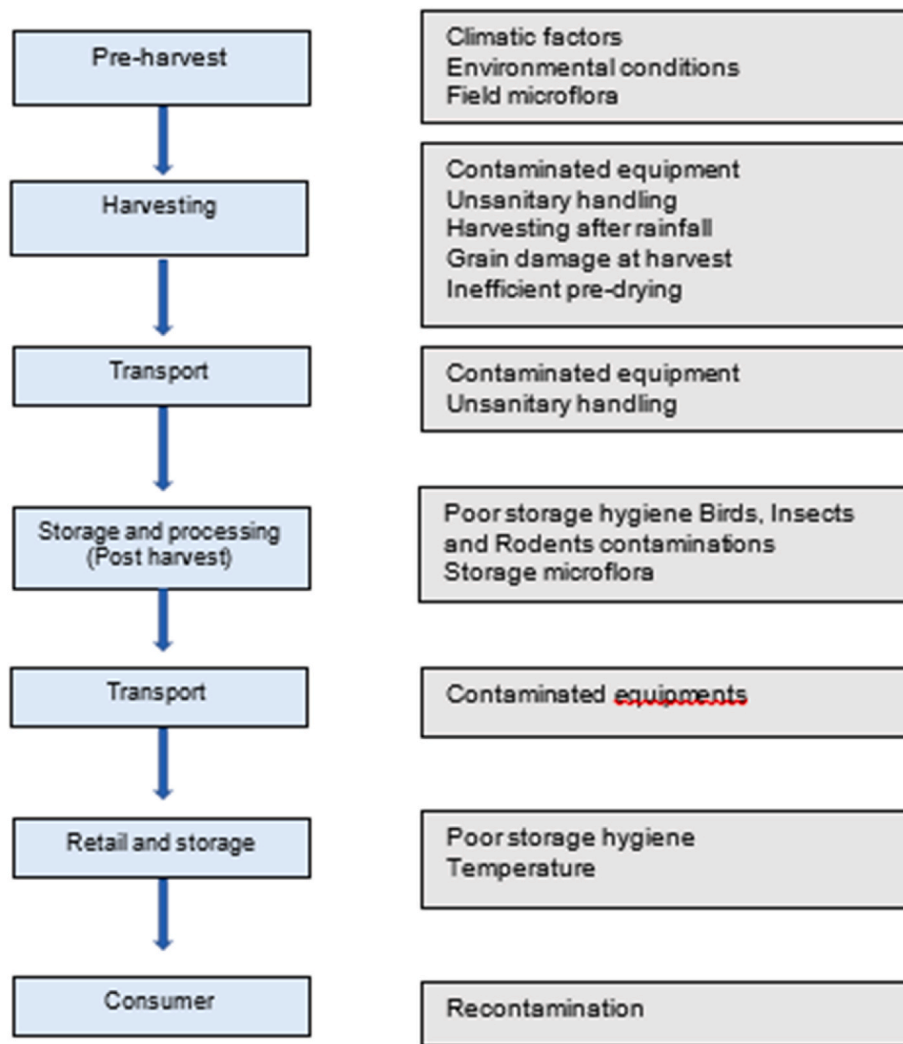 Pre-harvest
Climatic factors
Environmental conditions
Field microflora
Harvesting
Contaminated equipment
Unsanitary handling
Harvesting after rainfall
Grain damage at harvest
Inefficient pre-drying
Transport
Contaminated equipment
Unsanitary handling
Storage and processing
(Post harvest)
Poor storage hygiene Birds, Insects
and Rodents contaminations
Storage microflora
Transport
Contaminated equipments
Retail and storage
Poor storage hygiene
Temperature
Consumer
Recontamination